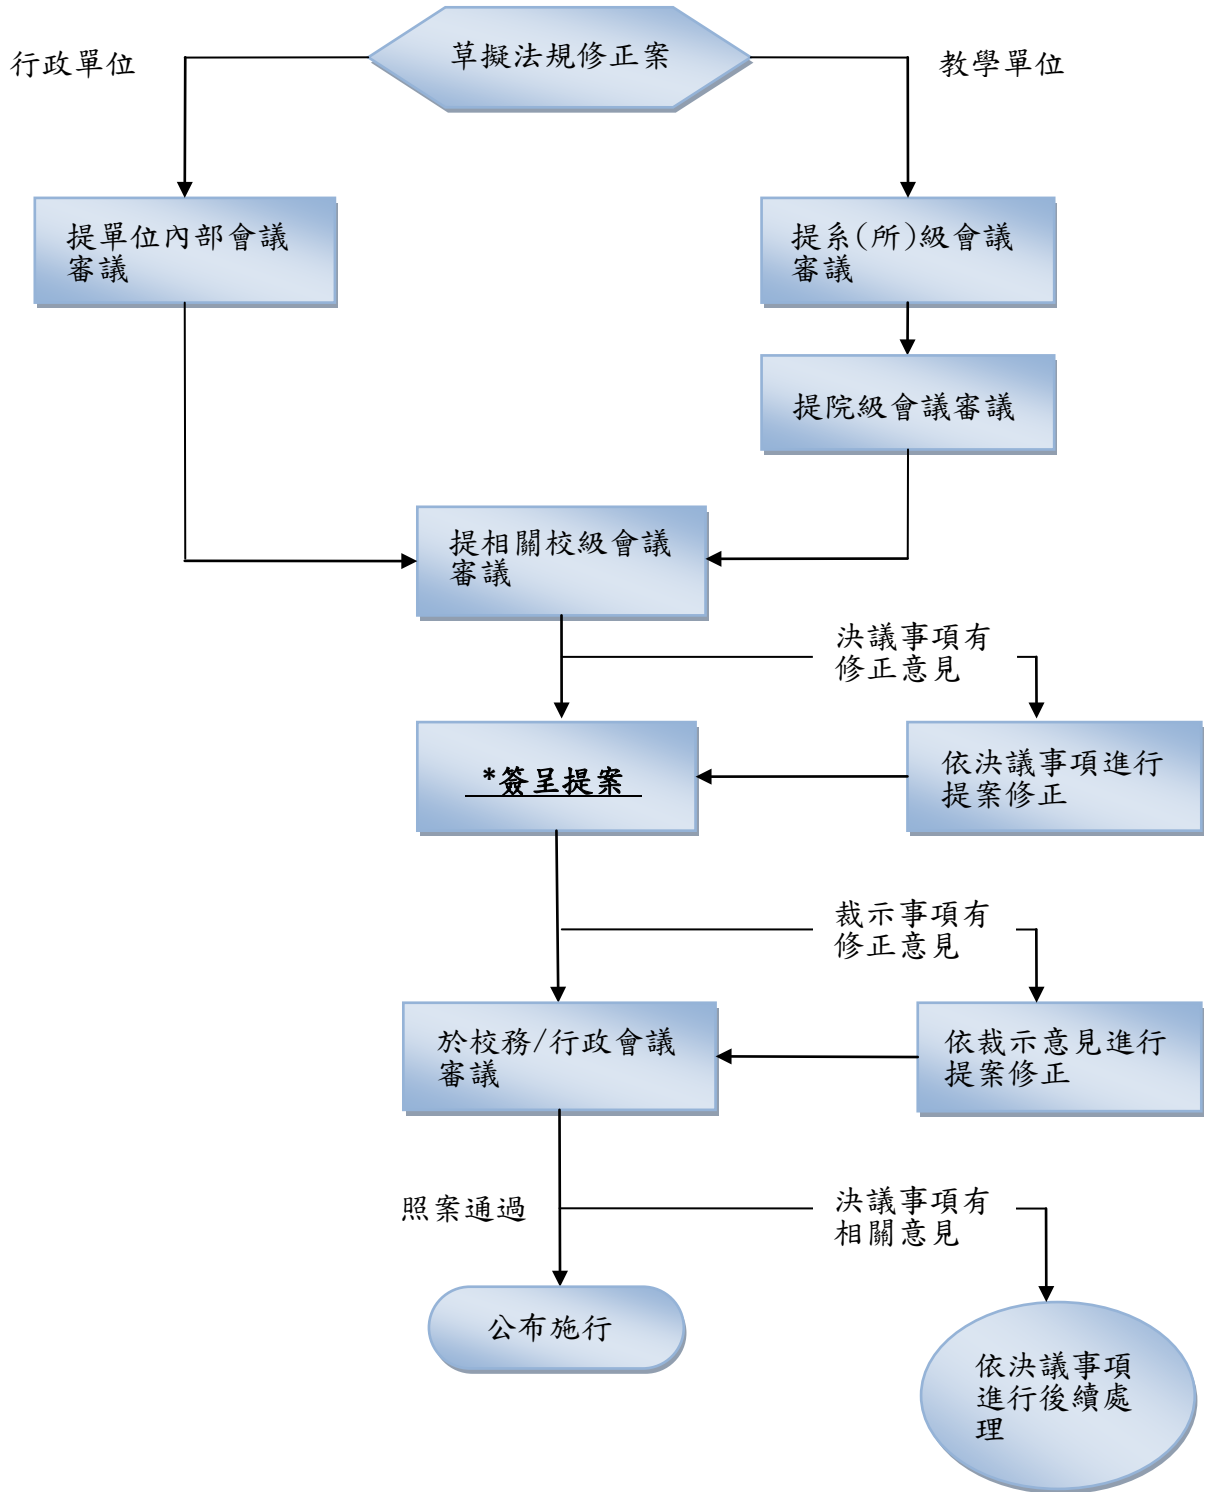 草擬法規修正案
行政單位
教學單位
提單位內部會議
審議
提系(所)級會議
審議
提院級會議審議
提相關校級會議
審議
決議事項有
修正意見
*簽呈提案
依決議事項進行
提案修正
裁示事項有
修正意見
於校務/行政會議
審議
依裁示意見進行
提案修正
照案通過
決議事項有
相關意見
公布施行
依決議事項
進行後續處
理